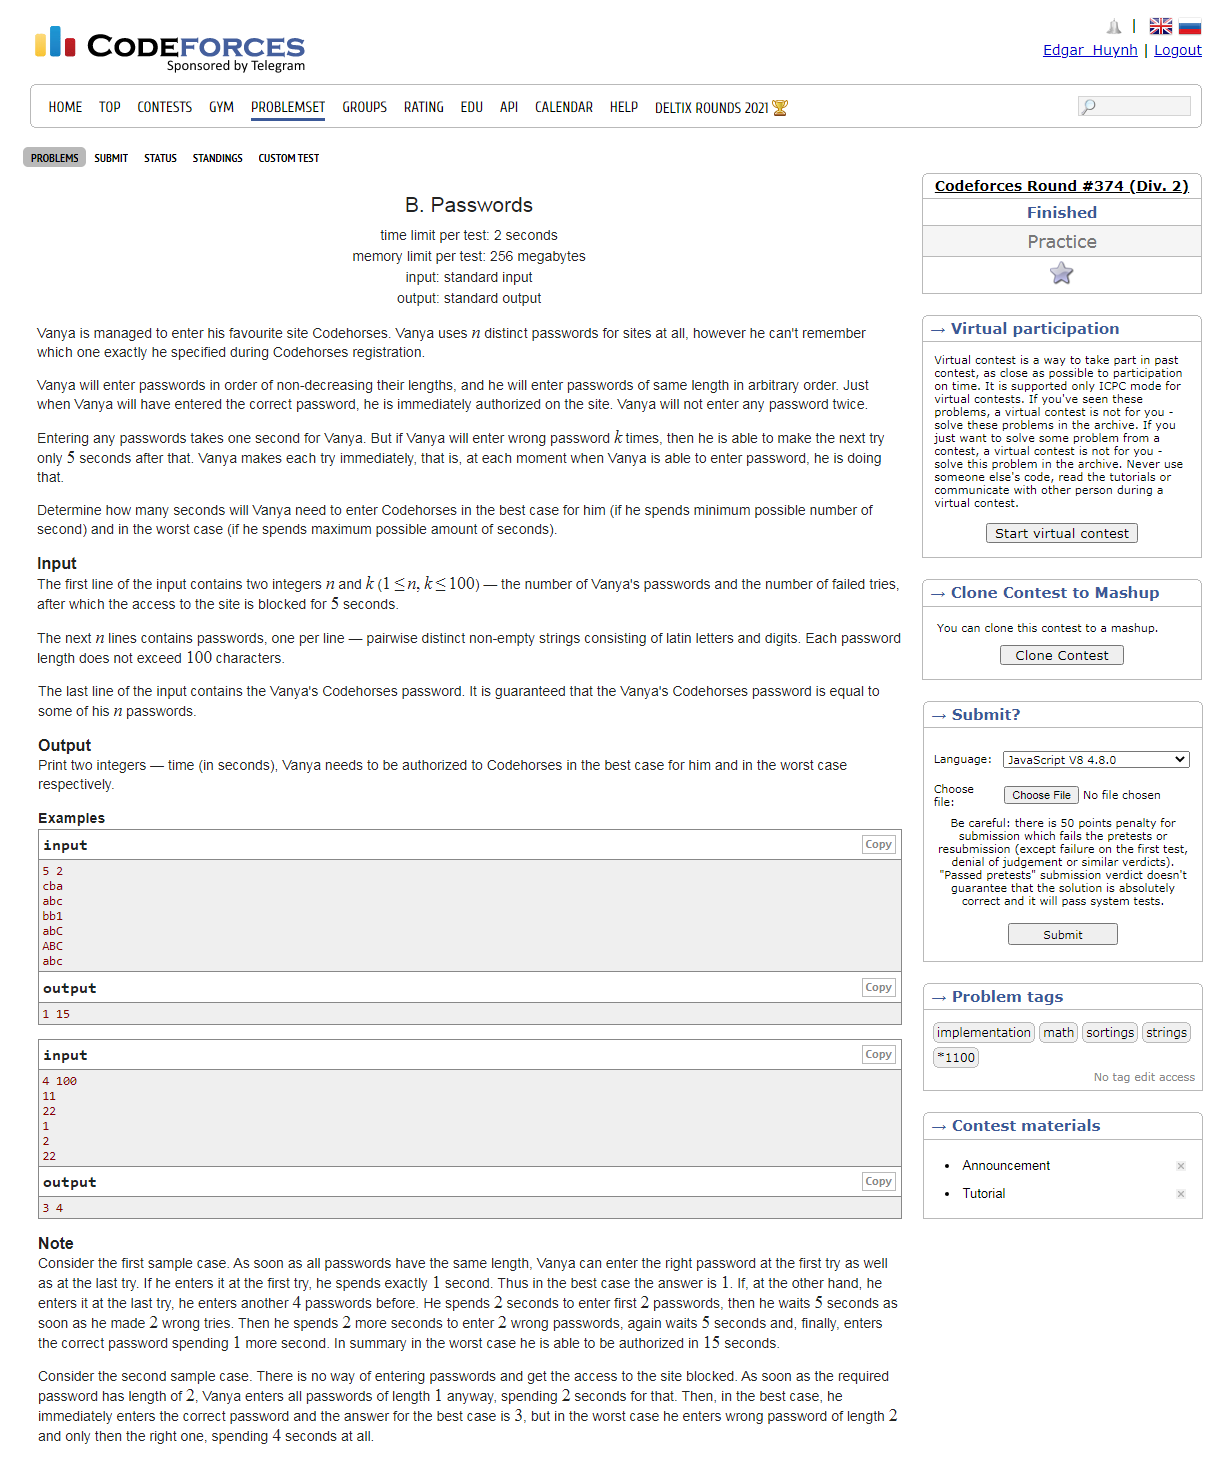 CODEFORCES
Sponsored by Telegram
|
Edgar_Huynh | Logout
HOME TOP CONTESTS GYM PROBLEMSET GROUPS RATING EDU API CALENDAR HELP DELTIX ROUNDS 2021
PROBLEMS SUBMIT STATUS STANDINGS CUSTOM TEST
B. Passwords
time limit per test: 2 seconds
memory limit per test: 256 megabytes
input: standard input
output: standard output
Vanya is managed to enter his favourite site Codehorses. Vanya uses n distinct passwords for sites at all, however he can't remember
which one exactly he specified during Codehorses registration.
Vanya will enter passwords in order of non-decreasing their lengths, and he will enter passwords of same length in arbitrary order. Just
when Vanya will have entered the correct password, he is immediately authorized on the site. Vanya will not enter any password twice.
Entering any passwords takes one second for Vanya. But if Vanya will enter wrong password k times, then he is able to make the next try
only 5 seconds after that. Vanya makes each try immediately, that is, at each moment when Vanya is able to enter password, he is doing
that.
Determine how many seconds will Vanya need to enter Codehorses in the best case for him (if he spends minimum possible number of
second) and in the worst case (if he spends maximum possible amount of seconds).
Input
The first line of the input contains two integers n and k (1 ≤ n, k ≤ 100) — the number of Vanya's passwords and the number of failed tries,
after which the access to the site is blocked for 5 seconds.
The next n lines contains passwords, one per line — pairwise distinct non-empty strings consisting of latin letters and digits. Each password
length does not exceed 100 characters.
The last line of the input contains the Vanya's Codehorses password. It is guaranteed that the Vanya's Codehorses password is equal to
some of his n passwords.
Output
Print two integers — time (in seconds), Vanya needs to be authorized to Codehorses in the best case for him and in the worst case
respectively.
Examples
input Copy
5 2
cba
abc
bb1
abC
ABC
abc
output Copy
1 15
input Copy
4 100
11
22
1
2
22
output Copy
3 4
Note
Consider the first sample case. As soon as all passwords have the same length, Vanya can enter the right password at the first try as well
as at the last try. If he enters it at the first try, he spends exactly 1 second. Thus in the best case the answer is 1. If, at the other hand, he
enters it at the last try, he enters another 4 passwords before. He spends 2 seconds to enter first 2 passwords, then he waits 5 seconds as
soon as he made 2 wrong tries. Then he spends 2 more seconds to enter 2 wrong passwords, again waits 5 seconds and, finally, enters
the correct password spending 1 more second. In summary in the worst case he is able to be authorized in 15 seconds.
Consider the second sample case. There is no way of entering passwords and get the access to the site blocked. As soon as the required
password has length of 2, Vanya enters all passwords of length 1 anyway, spending 2 seconds for that. Then, in the best case, he
immediately enters the correct password and the answer for the best case is 3, but in the worst case he enters wrong password of length 2
and only then the right one, spending 4 seconds at all.
Codeforces Round #374 (Div. 2)
Finished
Practice
→ Virtual participation
Virtual contest is a way to take part in past
contest, as close as possible to participation
on time. It is supported only ICPC mode for
virtual contests. If you've seen these
problems, a virtual contest is not for you -
solve these problems in the archive. If you
just want to solve some problem from a
contest, a virtual contest is not for you -
solve this problem in the archive. Never use
someone else's code, read the tutorials or
communicate with other person during a
virtual contest.
Start virtual contest
→ Clone Contest to Mashup
You can clone this contest to a mashup.
Clone Contest
→ Submit?
Language: JavaScript V8 4.8.0
Choose
file: Choose File No file chosen
Be careful: there is 50 points penalty for
submission which fails the pretests or
resubmission (except failure on the first test,
denial of judgement or similar verdicts).
"Passed pretests" submission verdict doesn't
guarantee that the solution is absolutely
correct and it will pass system tests.
Submit
→ Problem tags
implementation math sortings strings
*1100
No tag edit access
→ Contest materials
• Announcement ×
• Tutorial ×